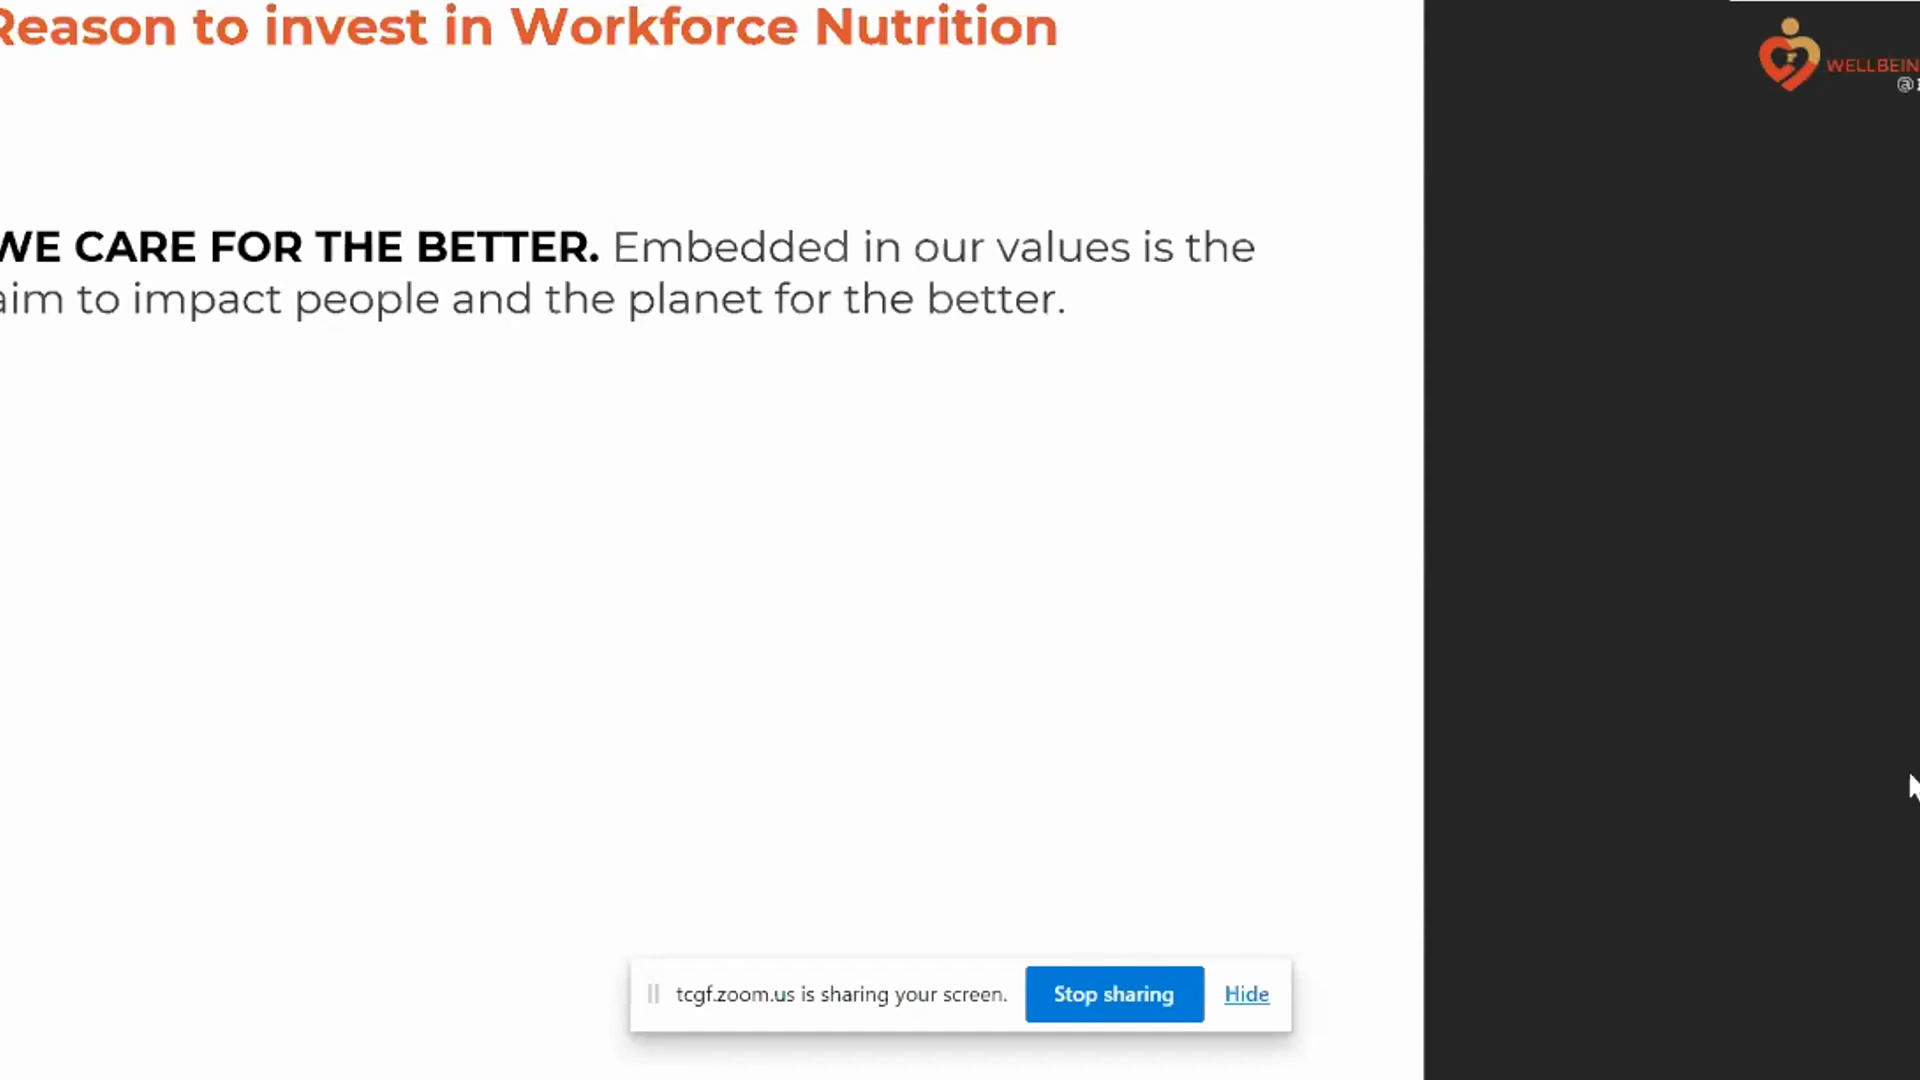 Reason to invest in Workforce Nutrition
WELLBEIN
@
WE CARE FOR THE BETTER. Embedded in our values is the
aim to impact people and the planet for the better.
tcgf.zoom.us is sharing your screen.
Stop sharing
Hide